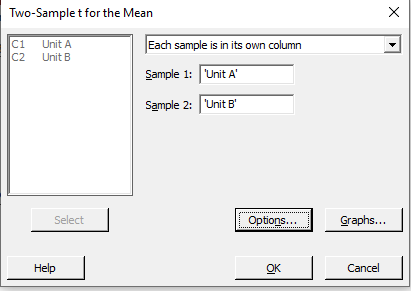 Two-Sample t for the Mean
C1 Unit A
C2 Unit B
Each sample is in its own column
Sample 1: 'Unit A'
Sample 2: 'Unit B'
Select
Options...
Graphs...
Help
OK
Cancel